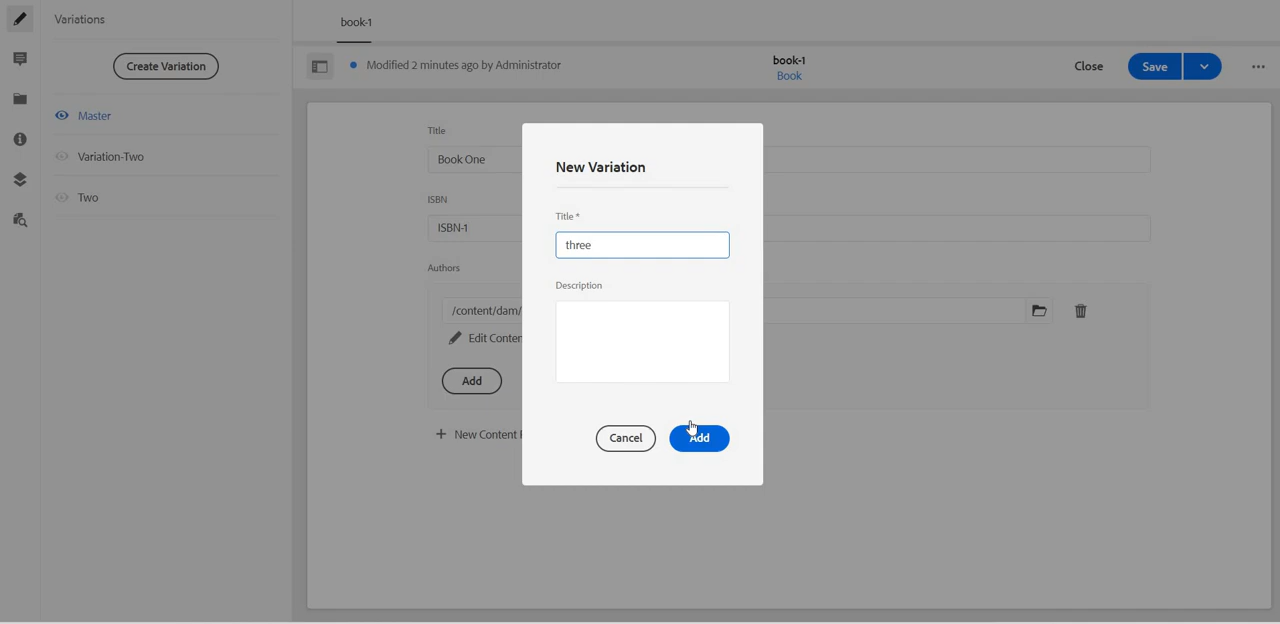 Variations
Create Variation
Master
Variation-Two
Two
book-1
Modified 2 minutes ago by Administrator
book-1
Book
Close
Save
Title
Book One
ISBN
ISBN-1
Authors
/content/dam/
Edit Conten
Add
New Content
New Variation
Title *
three
Description
Cancel
Add